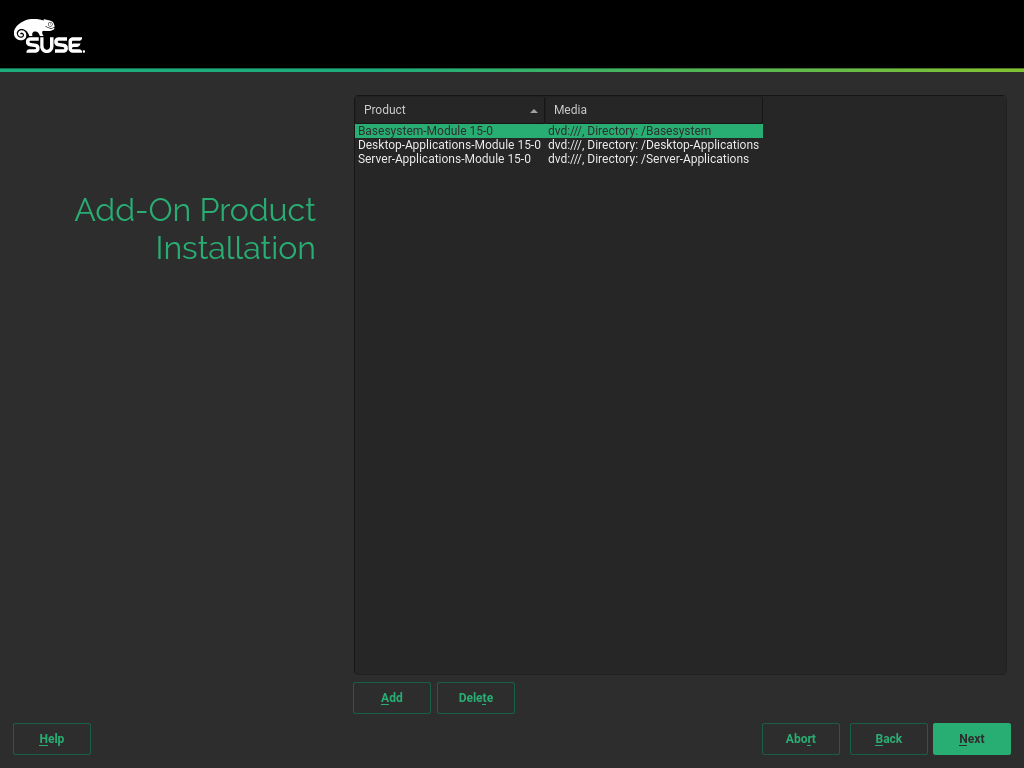 SUSE.
Product Media
Basesystem-Module 15-0 dvd:///, Directory: /Basesystem
Desktop-Applications-Module 15-0 dvd:///, Directory: /Desktop-Applications
Server-Applications-Module 15-0 dvd:///, Directory: /Server-Applications
Add-On Product
Installation
Add Delete
Help Abort Back Next